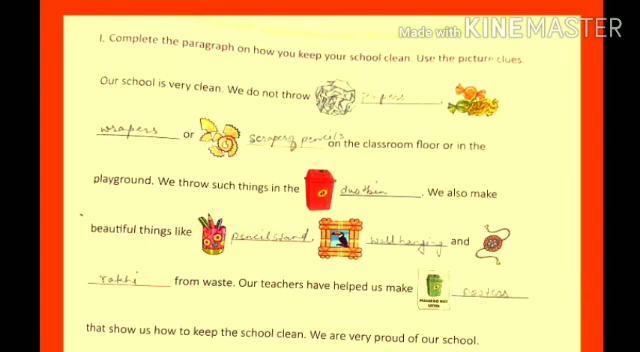 Made with KINEMASTER
I. Complete the paragraph on how you keep your school clean. Use the picture clues.
Our school is very clean. We do not throw papers,
wrapers or scraperg pencils on the classroom floor or in the
playground. We throw such things in the dustbin. We also make
beautiful things like pencil stand, wall hanging and
rakhi from waste. Our teachers have helped us make
that show us how to keep the school clean. We are very proud of our school.